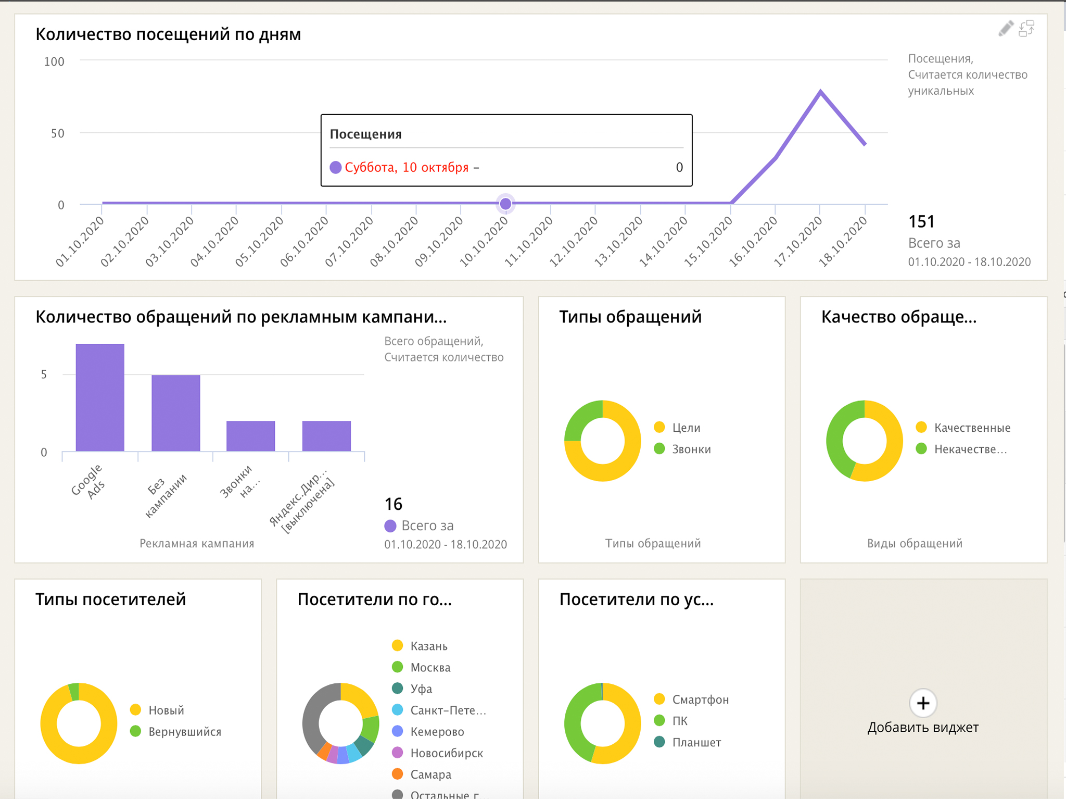 Количество посещений по дням
Посещения,
Считается количество
уникальных
100
50
0
Посещения
Суббота, 10 октября – 0
01.10.2020
02.10.2020
03.10.2020
04.10.2020
05.10.2020
06.10.2020
07.10.2020
08.10.2020
09.10.2020
10.10.2020
11.10.2020
12.10.2020
13.10.2020
14.10.2020
15.10.2020
16.10.2020
17.10.2020
18.10.2020
151
Всего за
01.10.2020 - 18.10.2020
Количество обращений по рекламным кампани...
Всего обращений,
Считается количество
5
0
Google
Ads
Без
кампании
Звонки
на...
Яндекс.Дир...
[выключена]
Рекламная кампания
16
Всего за
01.10.2020 - 18.10.2020
Типы обращений
Цели
Звонки
Типы обращений
Качество обраще...
Качественные
Некачестве...
Виды обращений
Типы посетителей
Новый
Вернувшийся
Посетители по го...
Казань
Москва
Уфа
Санкт-Пете...
Кемерово
Новосибирск
Самара
Остальные г
Посетители по ус...
Смартфон
ПК
Планшет
Добавить виджет